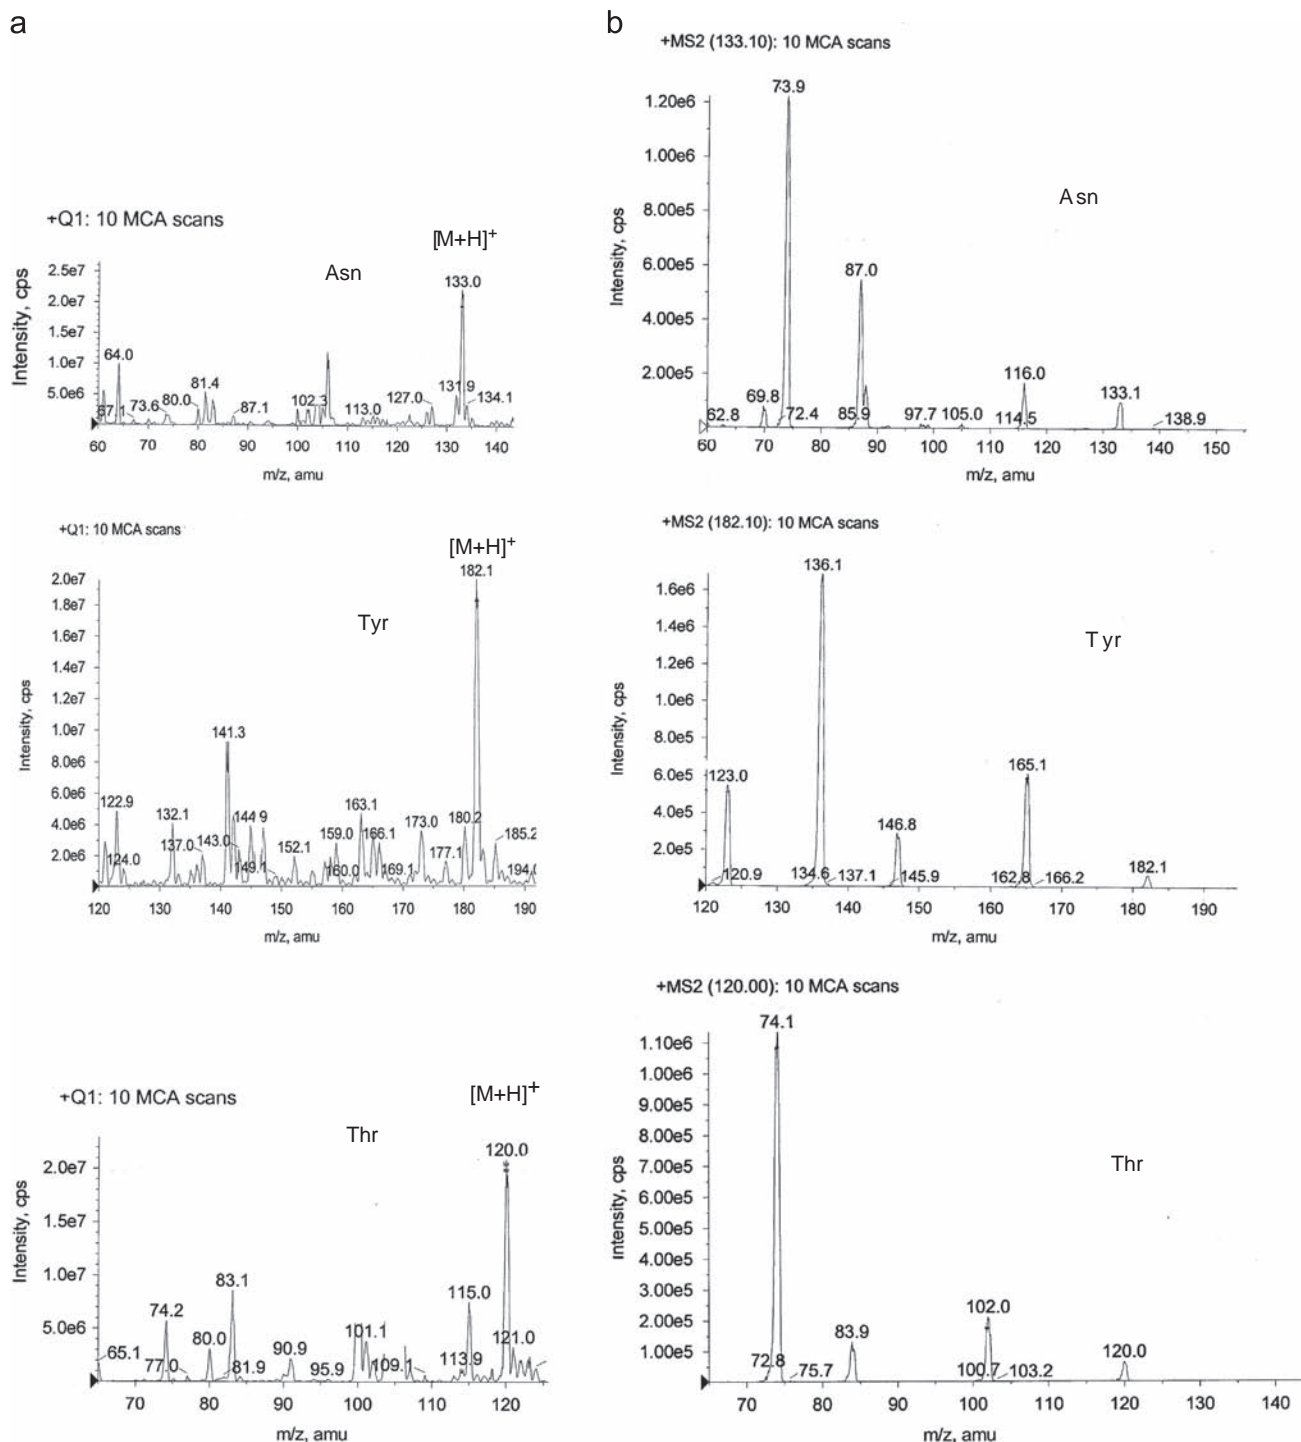 a
+Q1: 10 MCA scans
[M+H]+
Asn
Intensity, cps
2.5e7
2.0e7
1.5e7
1.0e7
5.0e6
64.0
67.1
73.6
80.0
81.4
87.1
102.3
113.0
127.0
131.9
133.0
134.1
60 70 80 90 100 110 120 130 140
m/z, amu
+Q1: 10 MCA scans
[M+H]+
Tyr
Intensity, cps
2.0e7
1.8e7
1.6e7
1.4e7
1.2e7
1.0e7
8.0e6
6.0e6
4.0e6
2.0e6
122.9
124.0
132.1
137.0
141.3
143.0
144.9
149.1
152.1
159.0
160.0
163.1
166.1
169.1
173.0
177.1
180.2
182.1
185.2
194.0
120 130 140 150 160 170 180 190
m/z, amu
+Q1: 10 MCA scans
[M+H]+
Thr
Intensity, cps
2.0e7
1.5e7
1.0e7
5.0e6
65.1
74.2
77.0
80.0
81.9
83.1
90.9
95.9
101.1
109.1
113.9
115.0
120.0
121.0
70 80 90 100 110 120
m/z, amu
b
+MS2 (133.10): 10 MCA scans
Asn
Intensity, cps
1.20e6
1.00e6
8.00e5
6.00e5
4.00e5
2.00e5
62.8
69.8
72.4
73.9
85.9
87.0
97.7
105.0
114.5
116.0
133.1
138.9
60 70 80 90 100 110 120 130 140 150
m/z, amu
+MS2 (182.10): 10 MCA scans
Tyr
Intensity, cps
1.6e6
1.4e6
1.2e6
1.0e6
8.0e5
6.0e5
4.0e5
2.0e5
120.9
123.0
134.6
136.1
137.1
145.9
146.8
162.8
165.1
166.2
182.1
120 130 140 150 160 170 180 190
m/z, amu
+MS2 (120.00): 10 MCA scans
Thr
Intensity, cps
1.10e6
1.00e6
9.00e5
8.00e5
7.00e5
6.00e5
5.00e5
4.00e5
3.00e5
2.00e5
1.00e5
72.8
74.1
75.7
83.9
100.7
102.0
103.2
120.0
70 80 90 100 110 120 130 140
m/z, amu